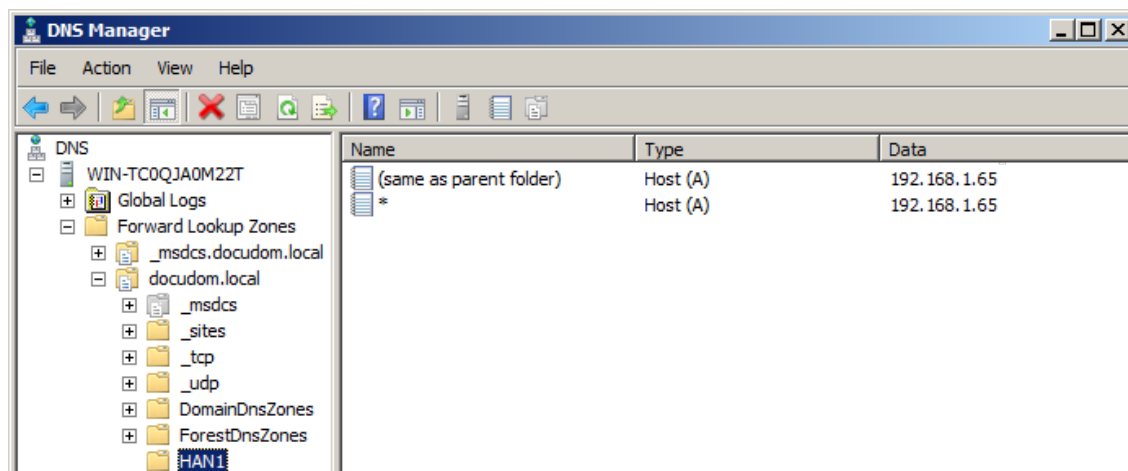 DNS Manager
File Action View Help
DNS
WIN-TC0QJA0M22T
Global Logs
Forward Lookup Zones
_msdcs.docudom.local
docudom.local
_msdcs
_sites
_tcp
_udp
DomainDnsZones
ForestDnsZones
HAN1
Name Type Data
(same as parent folder) Host (A) 192.168.1.65
* Host (A) 192.168.1.65